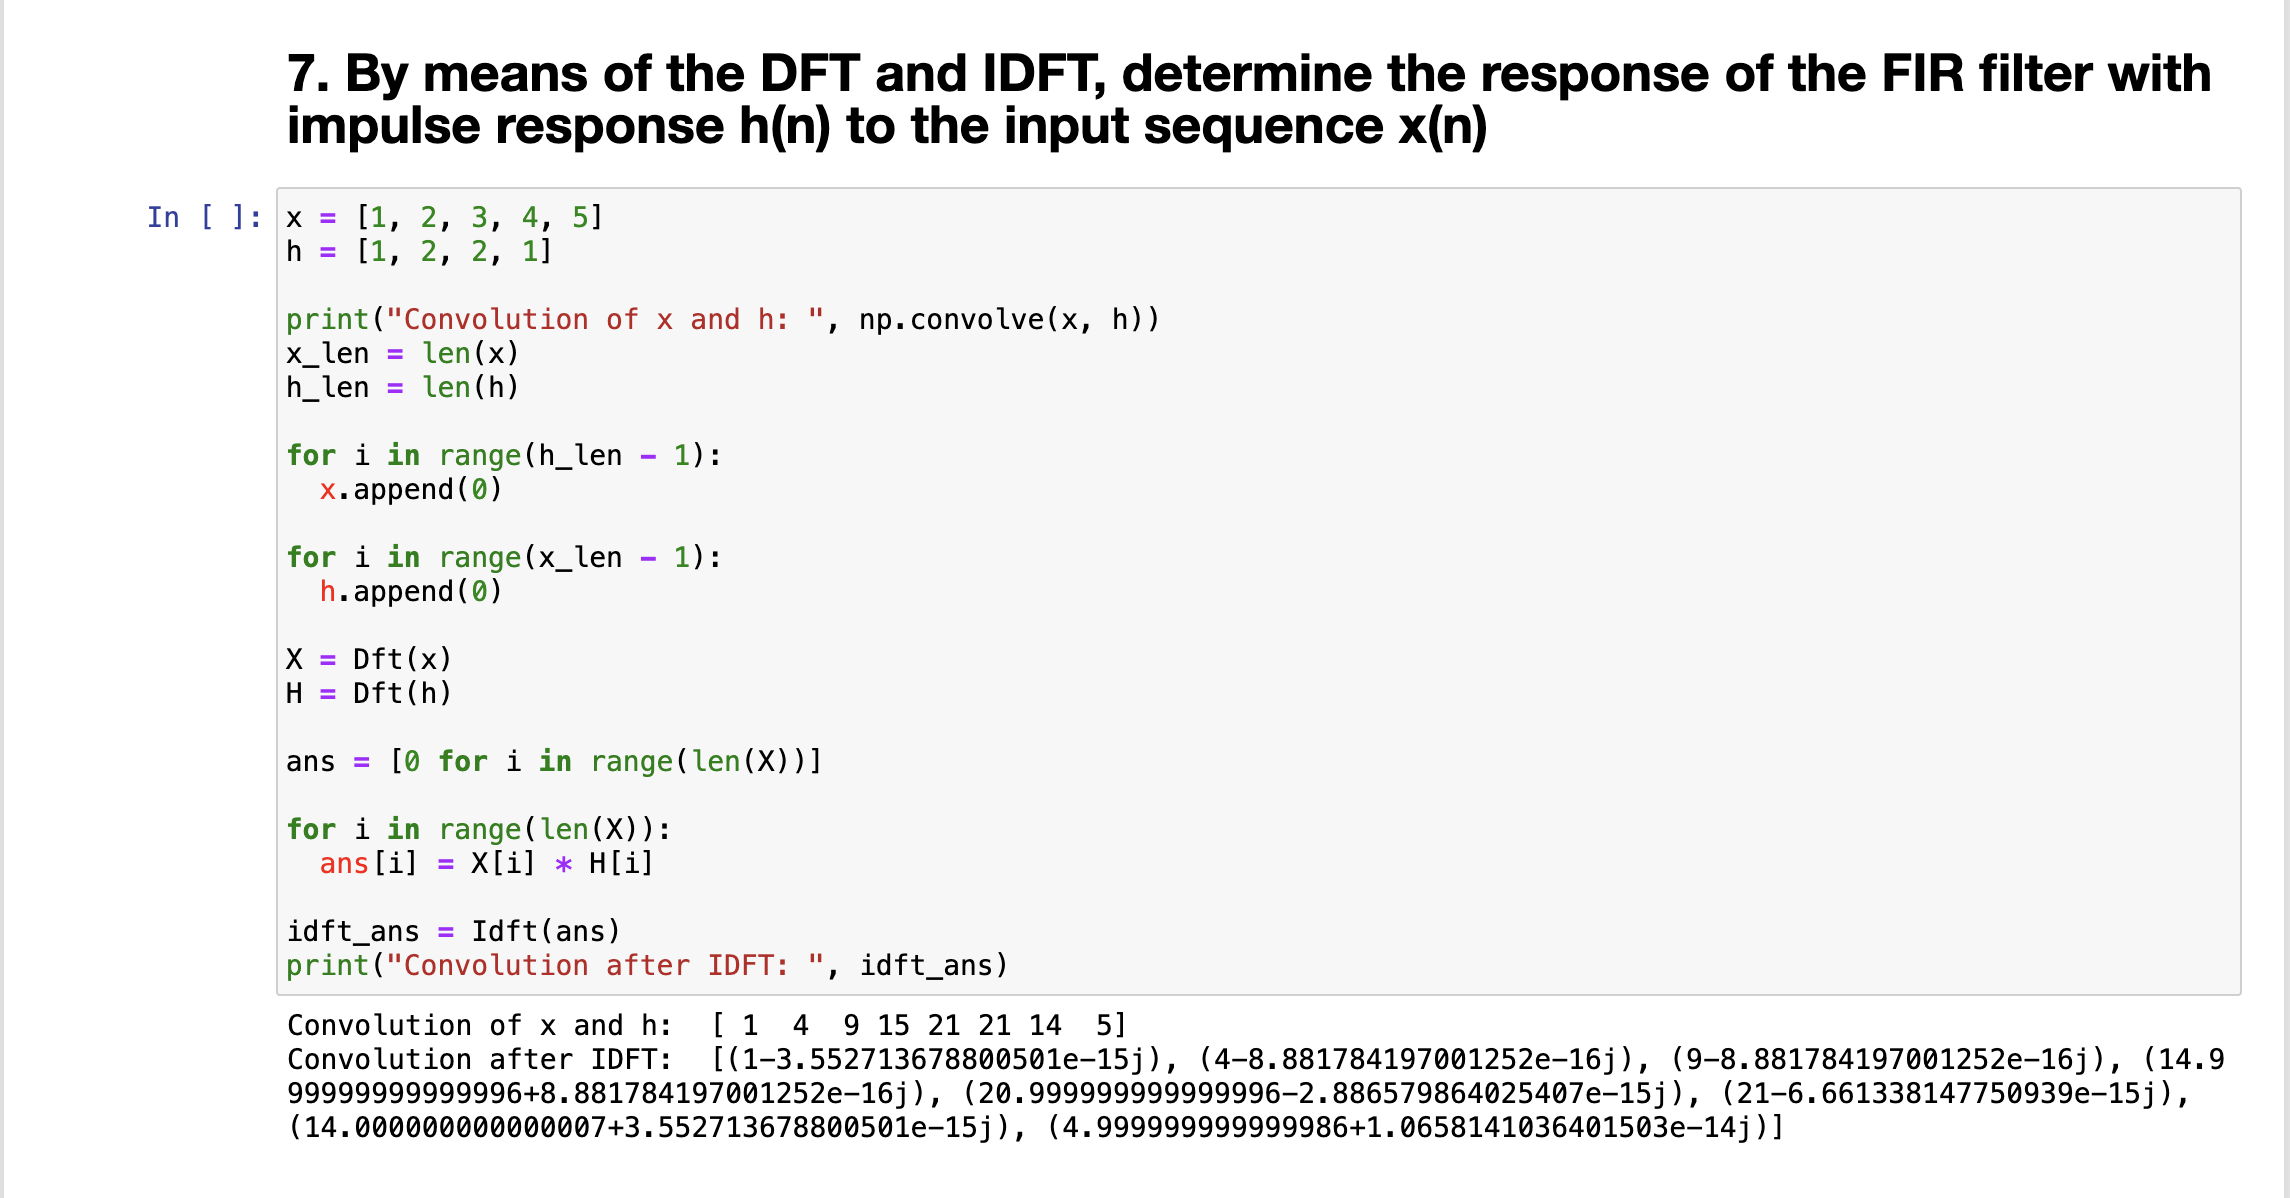 7. By means of the DFT and IDFT, determine the response of the FIR filter with
impulse response h(n) to the input sequence x(n)
In [ ]:
x = [1, 2, 3, 4, 5]
h = [1, 2, 2, 1]

print("Convolution of x and h: ", np.convolve(x, h))
x_len = len(x)
h_len = len(h)

for i in range(h_len - 1):
  x.append(0)

for i in range(x_len - 1):
  h.append(0)

X = Dft(x)
H = Dft(h)

ans = [0 for i in range(len(X))]

for i in range(len(X)):
  ans[i] = X[i] * H[i]

idft_ans = Idft(ans)
print("Convolution after IDFT: ", idft_ans)
Convolution of x and h:  [ 1  4  9 15 21 21 14  5]
Convolution after IDFT:  [(1-3.552713678800501e-15j), (4-8.881784197001252e-16j), (9-8.881784197001252e-16j), (14.9
99999999999996+8.881784197001252e-16j), (20.999999999999996-2.886579864025407e-15j), (21-6.661338147750939e-15j),
(14.000000000000007+3.552713678800501e-15j), (4.999999999999986+1.0658141036401503e-14j)]